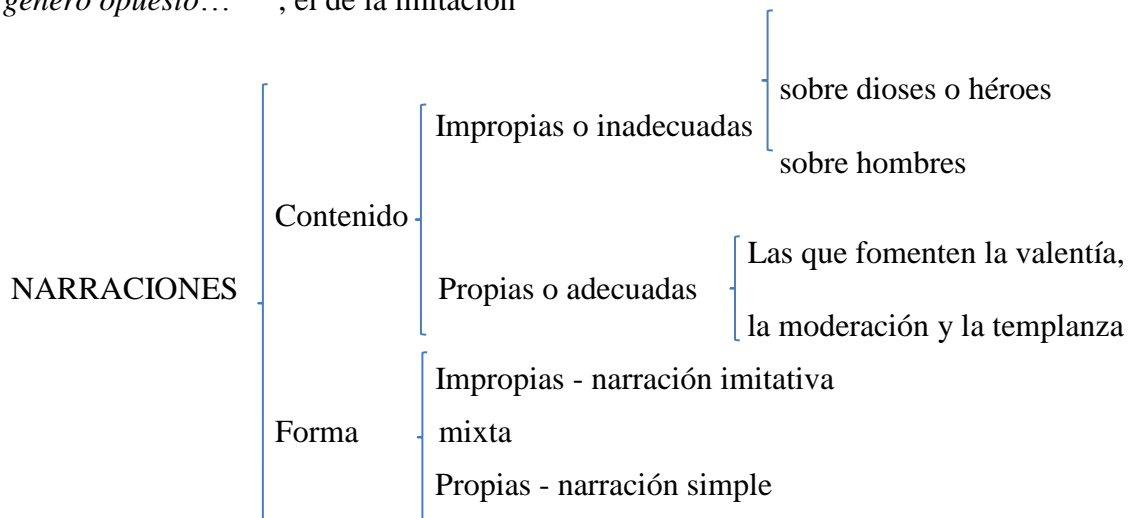 género opuesto… , el de la imitación
sobre dioses o héroes
Impropias o inadecuadas
sobre hombres
Contenido
Las que fomenten la valentía,
NARRACIONES
Propias o adecuadas
la moderación y la templanza
Impropias - narración imitativa
Forma
mixta
Propias - narración simple